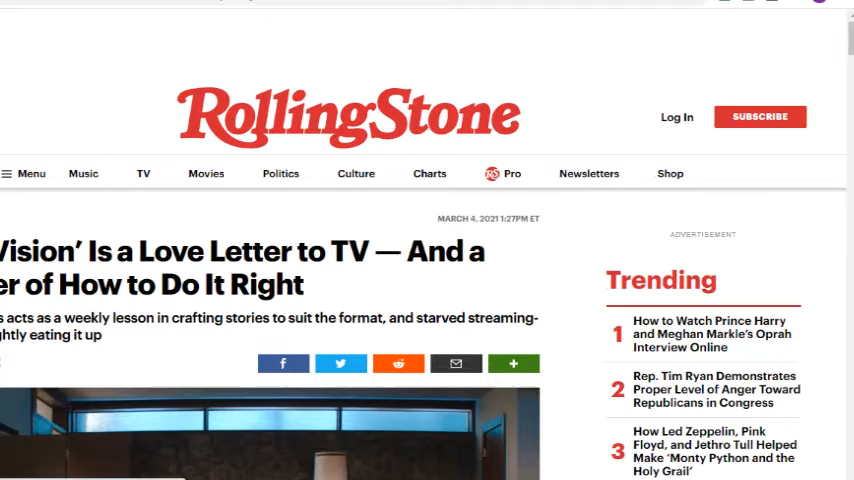 RollingStone
Log In
SUBSCRIBE
Menu Music TV Movies Politics Culture Charts RS Pro Newsletters Shop
MARCH 4, 2021 1:27PM ET
Vision’ Is a Love Letter to TV — And a
er of How to Do It Right
s acts as a weekly lesson in crafting stories to suit the format, and starved streaming-
ghtly eating it up
ADVERTISEMENT
Trending
1 How to Watch Prince Harry
and Meghan Markle’s Oprah
Interview Online
2 Rep. Tim Ryan Demonstrates
Proper Level of Anger Toward
Republicans in Congress
3 How Led Zeppelin, Pink
Floyd, and Jethro Tull Helped
Make ‘Monty Python and the
Holy Grail’